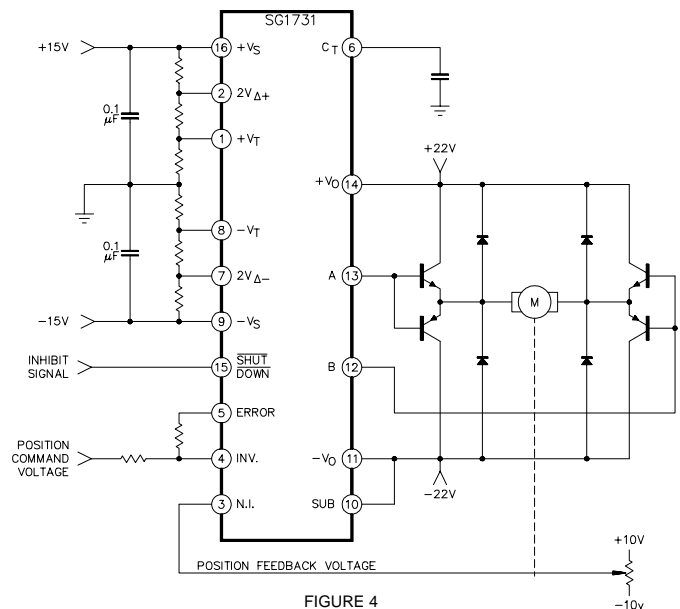 SG1731
+15V
16
+VS
CT
6
2
2VΔ+
0.1
μF
1
+VT
+22V
+VO
14
8
-VT
0.1
μF
7
2VΔ-
A
13
M
-15V
9
-VS
INHIBIT
SIGNAL
15
SHUT
DOWN
B
12
5
ERROR
POSITION
COMMAND
VOLTAGE
4
INV.
-VO
11
3
N.I.
SUB
10
-22V
POSITION FEEDBACK VOLTAGE
+10V
-10v
FIGURE 4